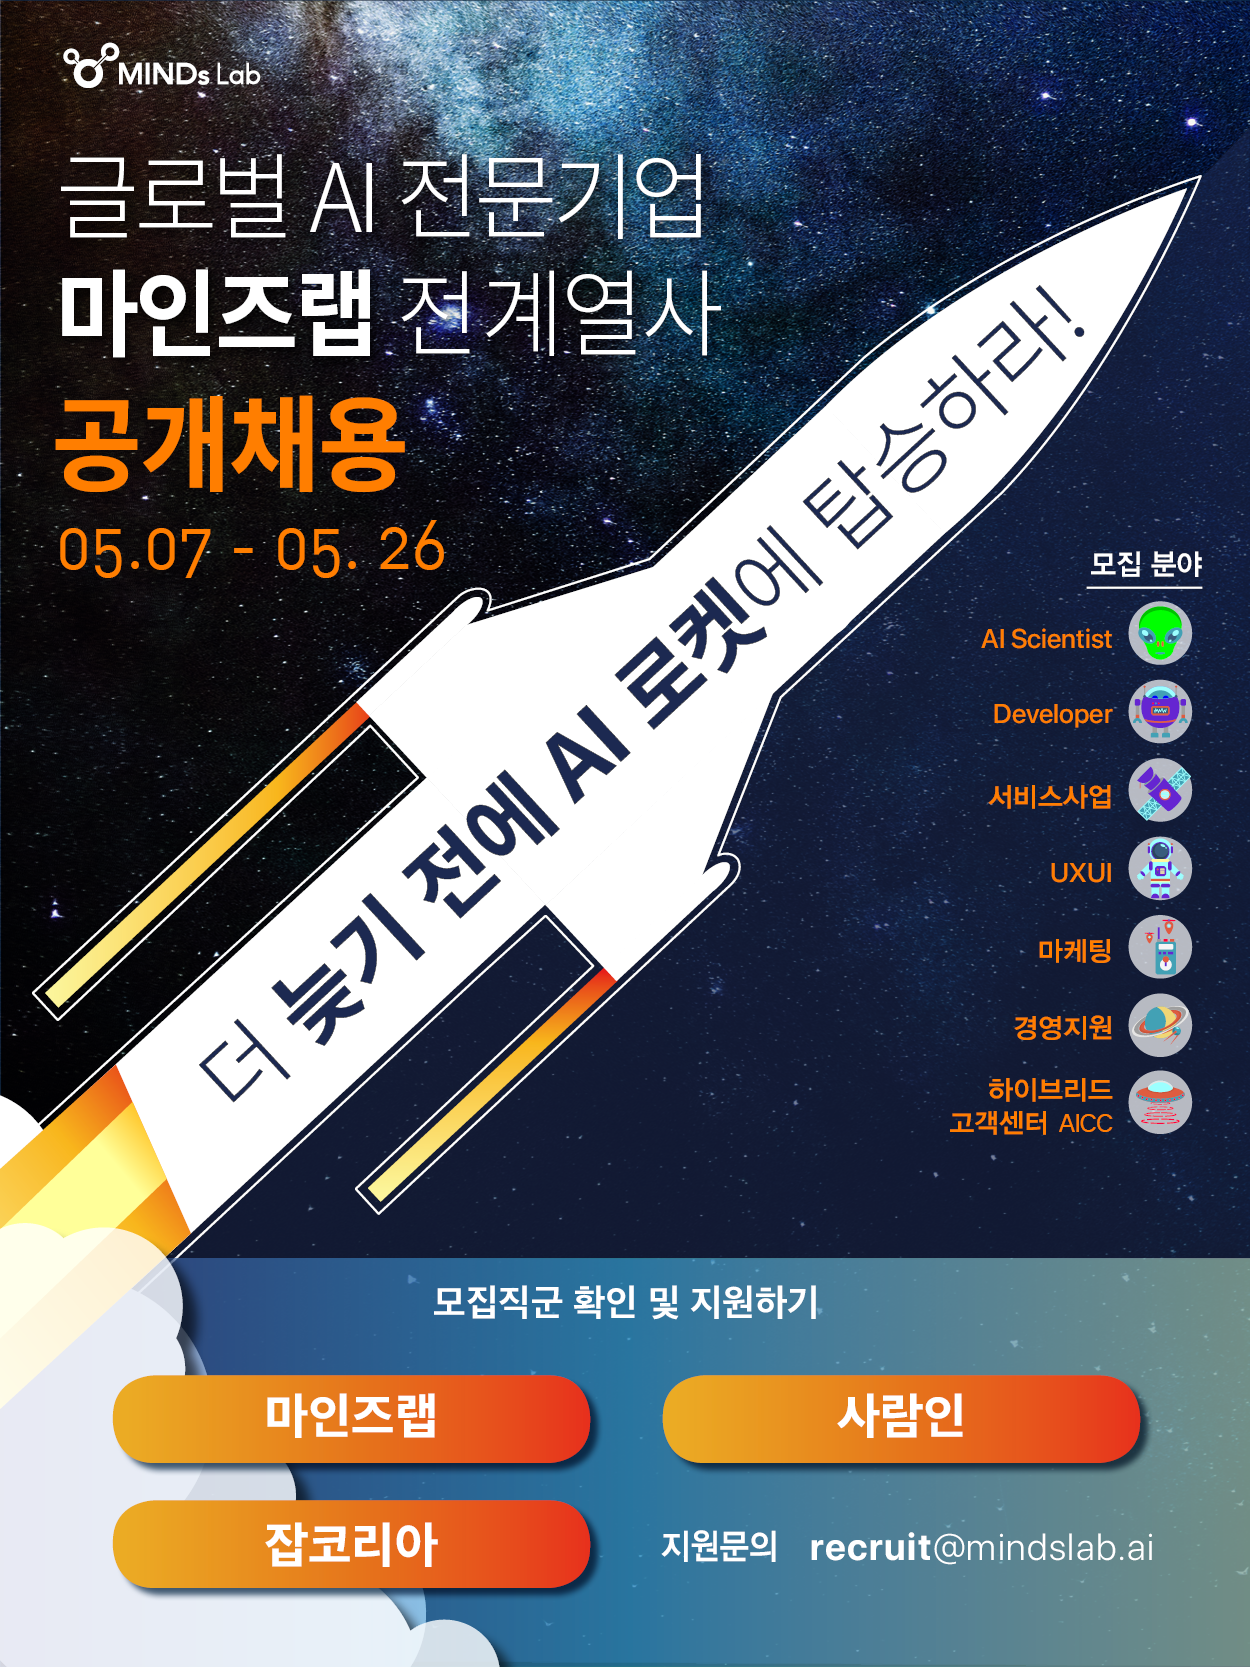 MINDs Lab
글로벌 AI 전문기업
마인즈랩 전계열사
공개채용
05.07 - 05. 26
더 늦기 전에 AI 로켓에 탑승하라!
모집 분야
AI Scientist
Developer
서비스사업
UXUI
마케팅
경영지원
하이브리드
고객센터 AICC
모집직군 확인 및 지원하기
마인즈랩
사람인
잡코리아
지원문의 recruit@mindslab.ai